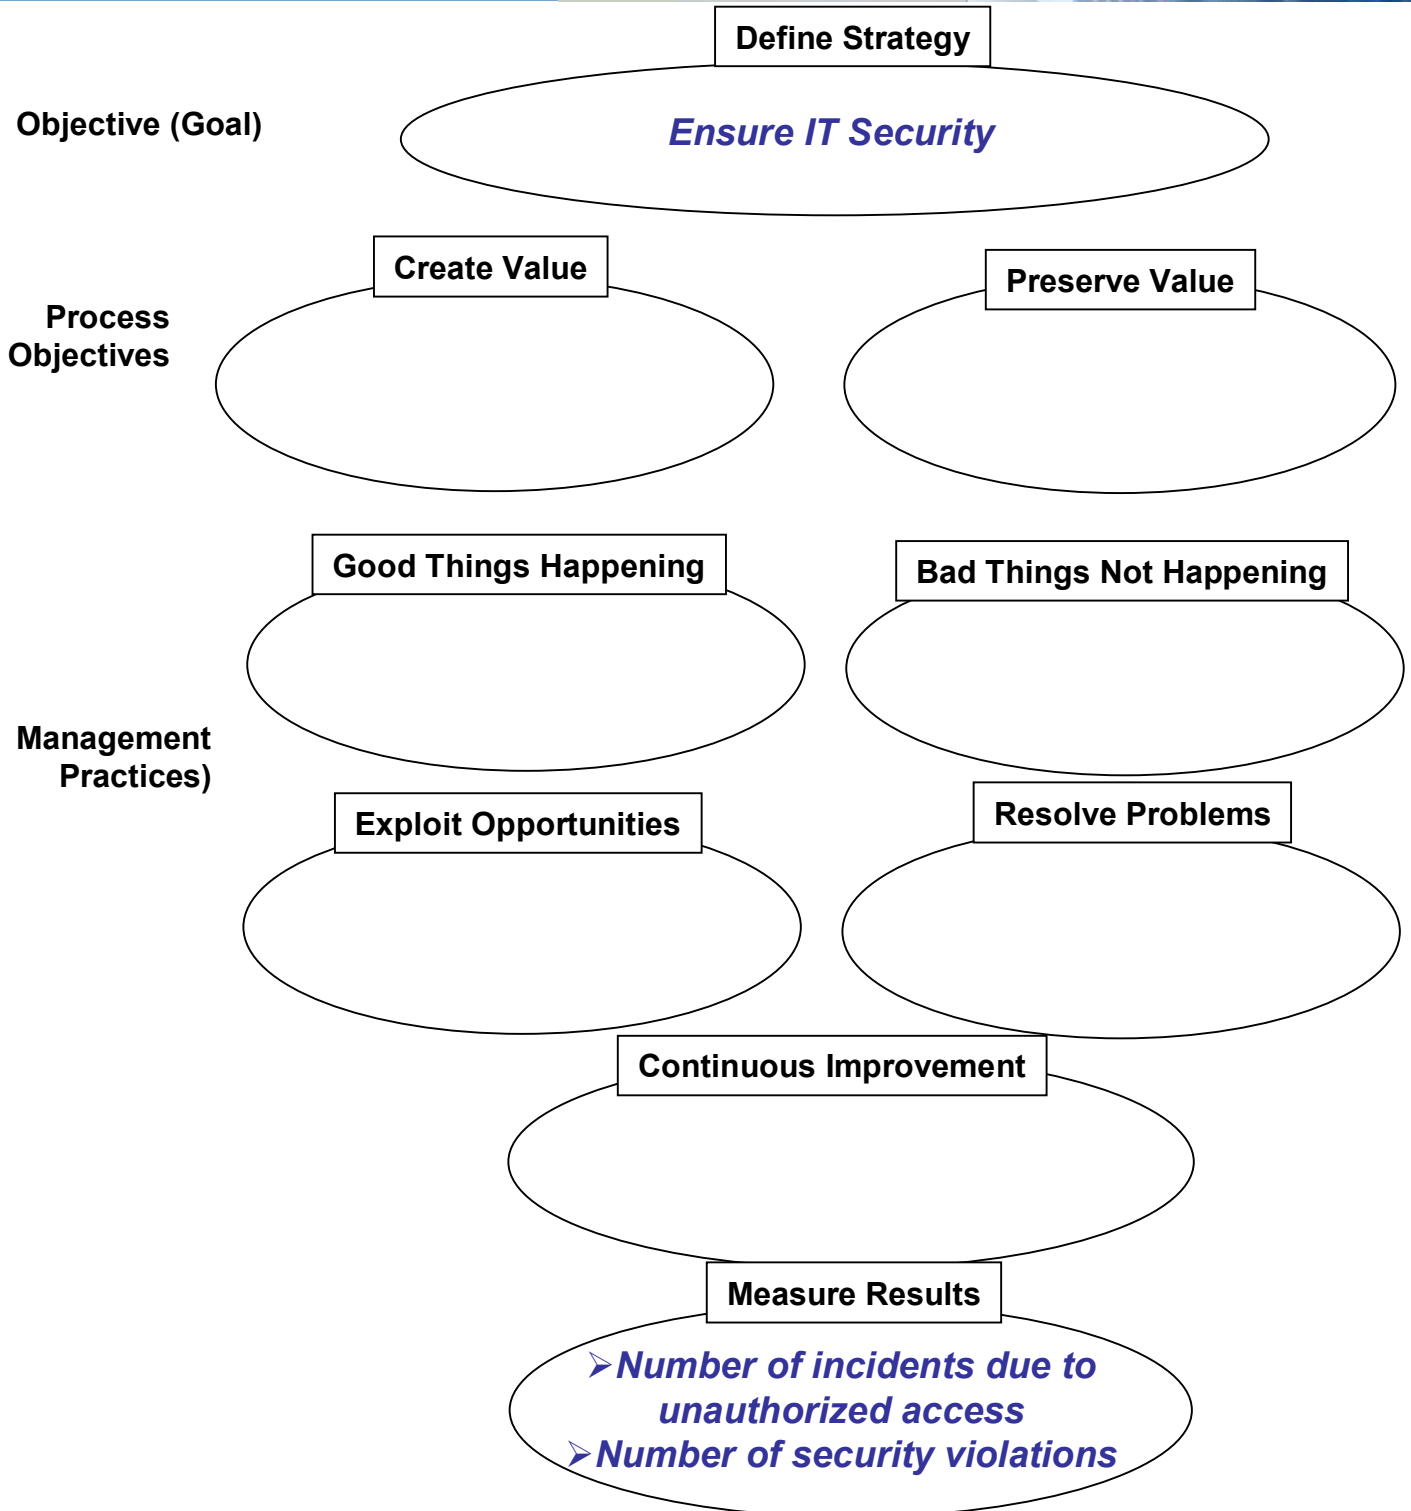 Define Strategy
Objective (Goal)
Ensure IT Security
Create Value
Preserve Value
Process
Objectives
Good Things Happening
Bad Things Not Happening
Management
Practices)
Exploit Opportunities
Resolve Problems
Continuous Improvement
Measure Results
➢Number of incidents due to
unauthorized access
➢Number of security violations